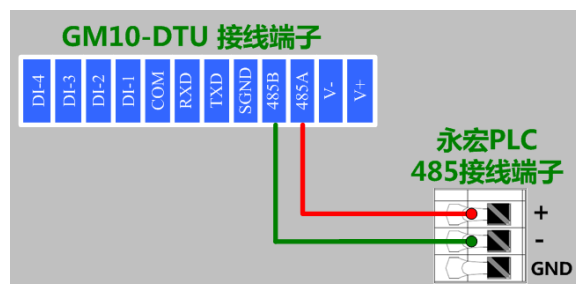 GM10-DTU 接线端子
DI-4 DI-3 DI-2 DI-1 COM RXD TXD SGND 485B 485A V- V+
永宏PLC
485接线端子
+
-
GND